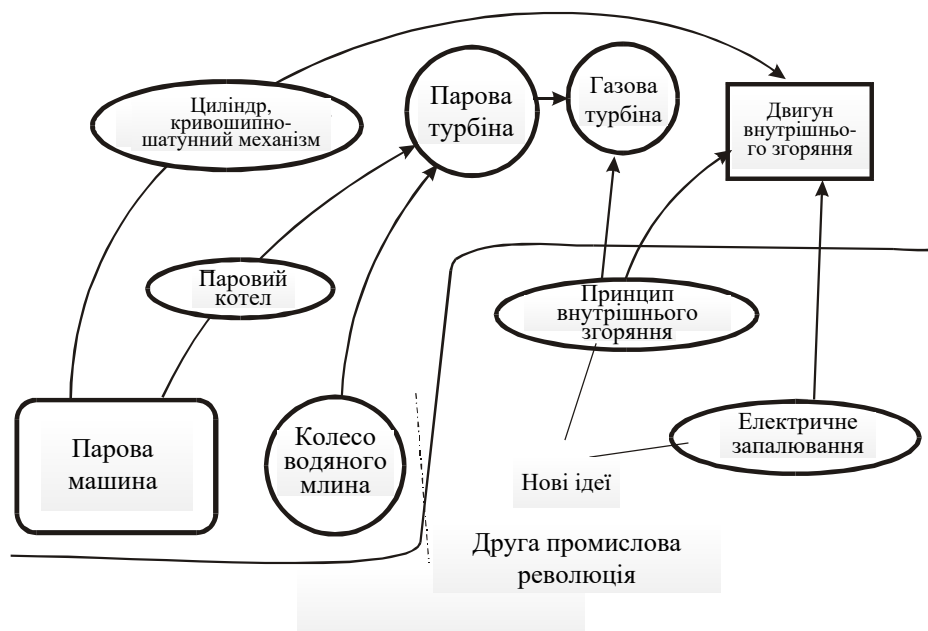 Циліндр,
кривошипно-
шатунний механізм
Парова
турбіна
Газова
турбіна
Двигун
внутрішньо-
го згоряння
Паровий
котел
Принцип
внутрішнього
згоряння
Парова
машина
Колесо
водяного
млина
Електричне
запалювання
Нові ідеї
Друга промислова
революція